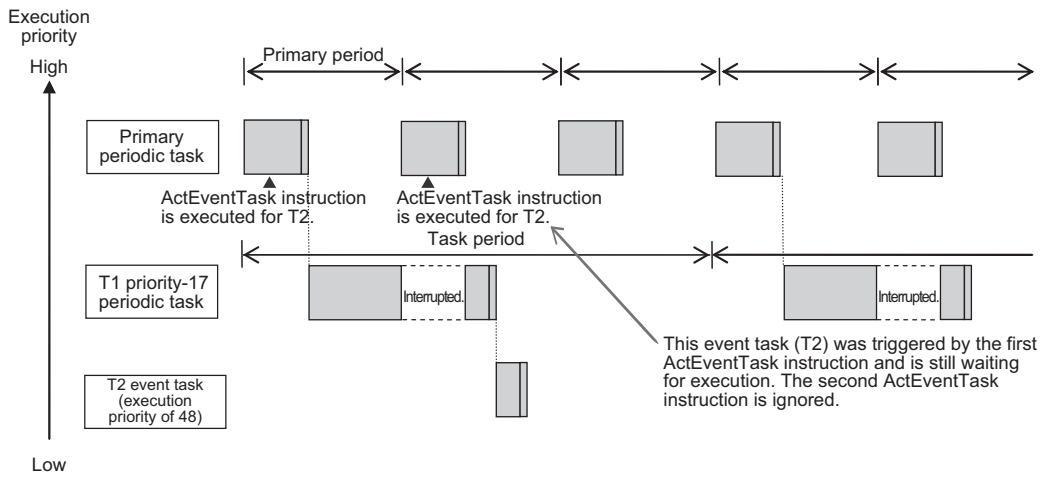 Execution
priority
High
Primary period
Primary
periodic task
ActEventTask instruction
is executed for T2.
ActEventTask instruction
is executed for T2.
Task period
T1 priority-17
periodic task
Interrupted.
Interrupted.
This event task (T2) was triggered by the first
ActEventTask instruction and is still waiting
for execution. The second ActEventTask
instruction is ignored.
T2 event task
(execution
priority of 48)
Low